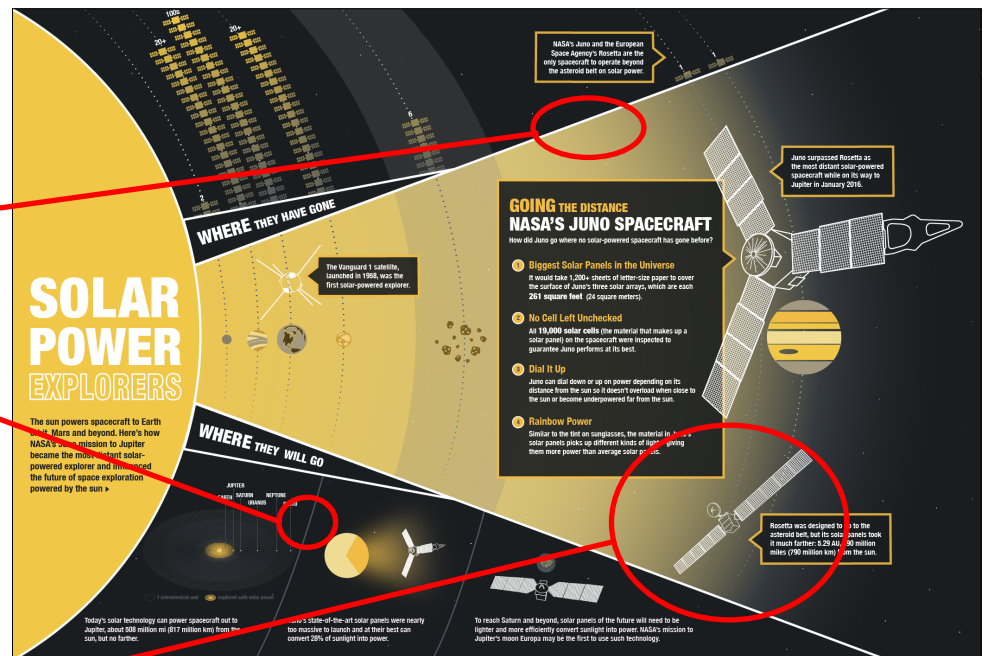 100s
20+
20+
6
2
1
1
NASA's Juno and the European
Space Agency's Rosetta are the
only spacecraft to operate beyond
the asteroid belt on solar power.
Juno surpassed Rosetta as
the most distant solar-powered
spacecraft while on its way to
Jupiter in January 2016.
WHERE THEY HAVE GONE
The Vanguard 1 satellite,
launched in 1958, was the
first solar-powered explorer.
GOING THE DISTANCE
NASA'S JUNO SPACECRAFT
How did Juno go where no solar-powered spacecraft has gone before?
1 Biggest Solar Panels in the Universe
It would take 1,200+ sheets of letter-size paper to cover
the surface of Juno's three solar arrays, which are each
261 square feet (24 square meters).
2 No Cell Left Unchecked
All 19,000 solar cells (the material that makes up a
solar panel) on the spacecraft were inspected to
guarantee Juno performs at its best.
3 Dial It Up
Juno can dial down or up on power depending on its
distance from the sun so it doesn't overload when close to
the sun or become underpowered far from the sun.
4 Rainbow Power
Similar to the tint on sunglasses, the material in
solar panels picks up different kinds of light giving
them more power than average solar
SOLAR
POWER
EXPLORERS
The sun powers spacecraft to Earth
Mars and beyond. Here's how
NASA's mission to Jupiter
became the most distant solar-
powered explorer and
the future of space exploration
powered by the sun ▸
WHERE THEY WILL GO
JUPITER
EARTH SATURN NEPTUNE
URANUS
1 astronomical unit explored with solar power
Rosetta was designed to to the
asteroid belt, but its solar panels took
it much farther: 5.29 AU, million
miles (790 million km) from the sun.
Today's solar technology can power spacecraft out to
Jupiter, about 508 million mi (817 million km) from the
sun, but no farther.
state-of-the-art solar panels were nearly
too massive to launch and at their best can
convert 28% of sunlight into power.
To reach Saturn and beyond, solar panels of the future will need to be
lighter and more efficiently convert sunlight into power. NASA's mission to
Jupiter's moon Europa may be the first to use such technology.